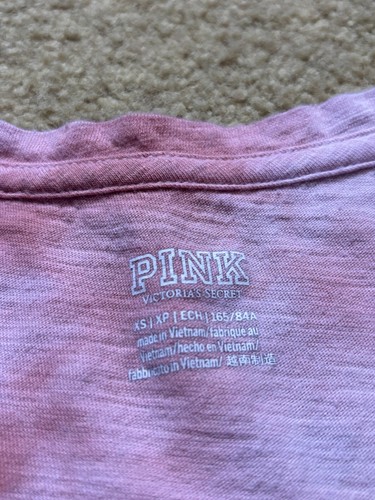 PINK
VICTORIA'S SECRET
XS | XP | ECH | 165/84A
made in Vietnam/fabriqué au
Vietnam/hecho en Vietnam/
fabbricato in Vietnam/越南制造